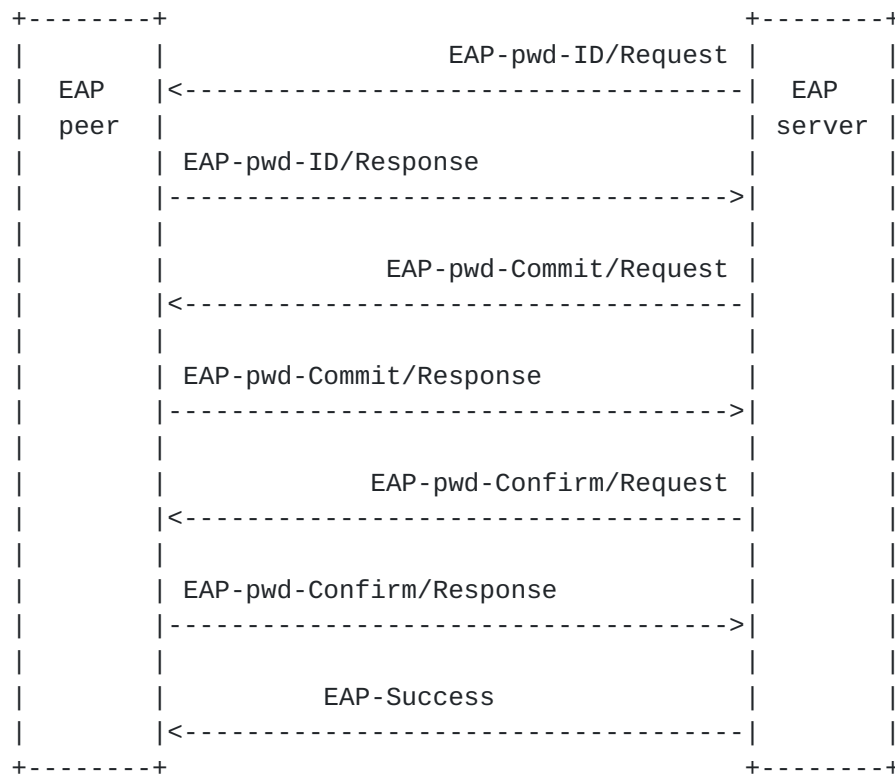 EAP-pwd-ID/Request
EAP EAP
peer server
EAP-pwd-ID/Response
EAP-pwd-Commit/Request
EAP-pwd-Commit/Response
EAP-pwd-Confirm/Request
EAP-pwd-Confirm/Response
EAP-Success